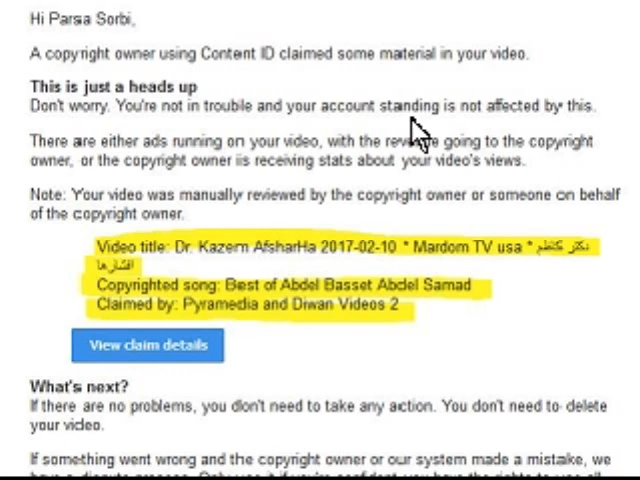 Hi Parsa Sorbi,
A copyright owner using Content ID claimed some material in your video.
This is just a heads up
Don't worry. You're not in trouble and your account standing is not affected by this.
There are either ads running on your video, with the revenue going to the copyright
owner, or the copyright owner is receiving stats about your video's views.
Note: Your video was manually reviewed by the copyright owner or someone on behalf
of the copyright owner.
Video title: Dr. Kazem AfsharHa 2017-02-10 * Mardom TV usa * دکتر کاظم
افشارها
Copyrighted song: Best of Abdel Basset Abdel Samad
Claimed by: Pyramedia and Diwan Videos 2
View claim details
What's next?
If there are no problems, you don't need to take any action. You don't need to delete
your video.
If something went wrong and the copyright owner or our system made a mistake, we